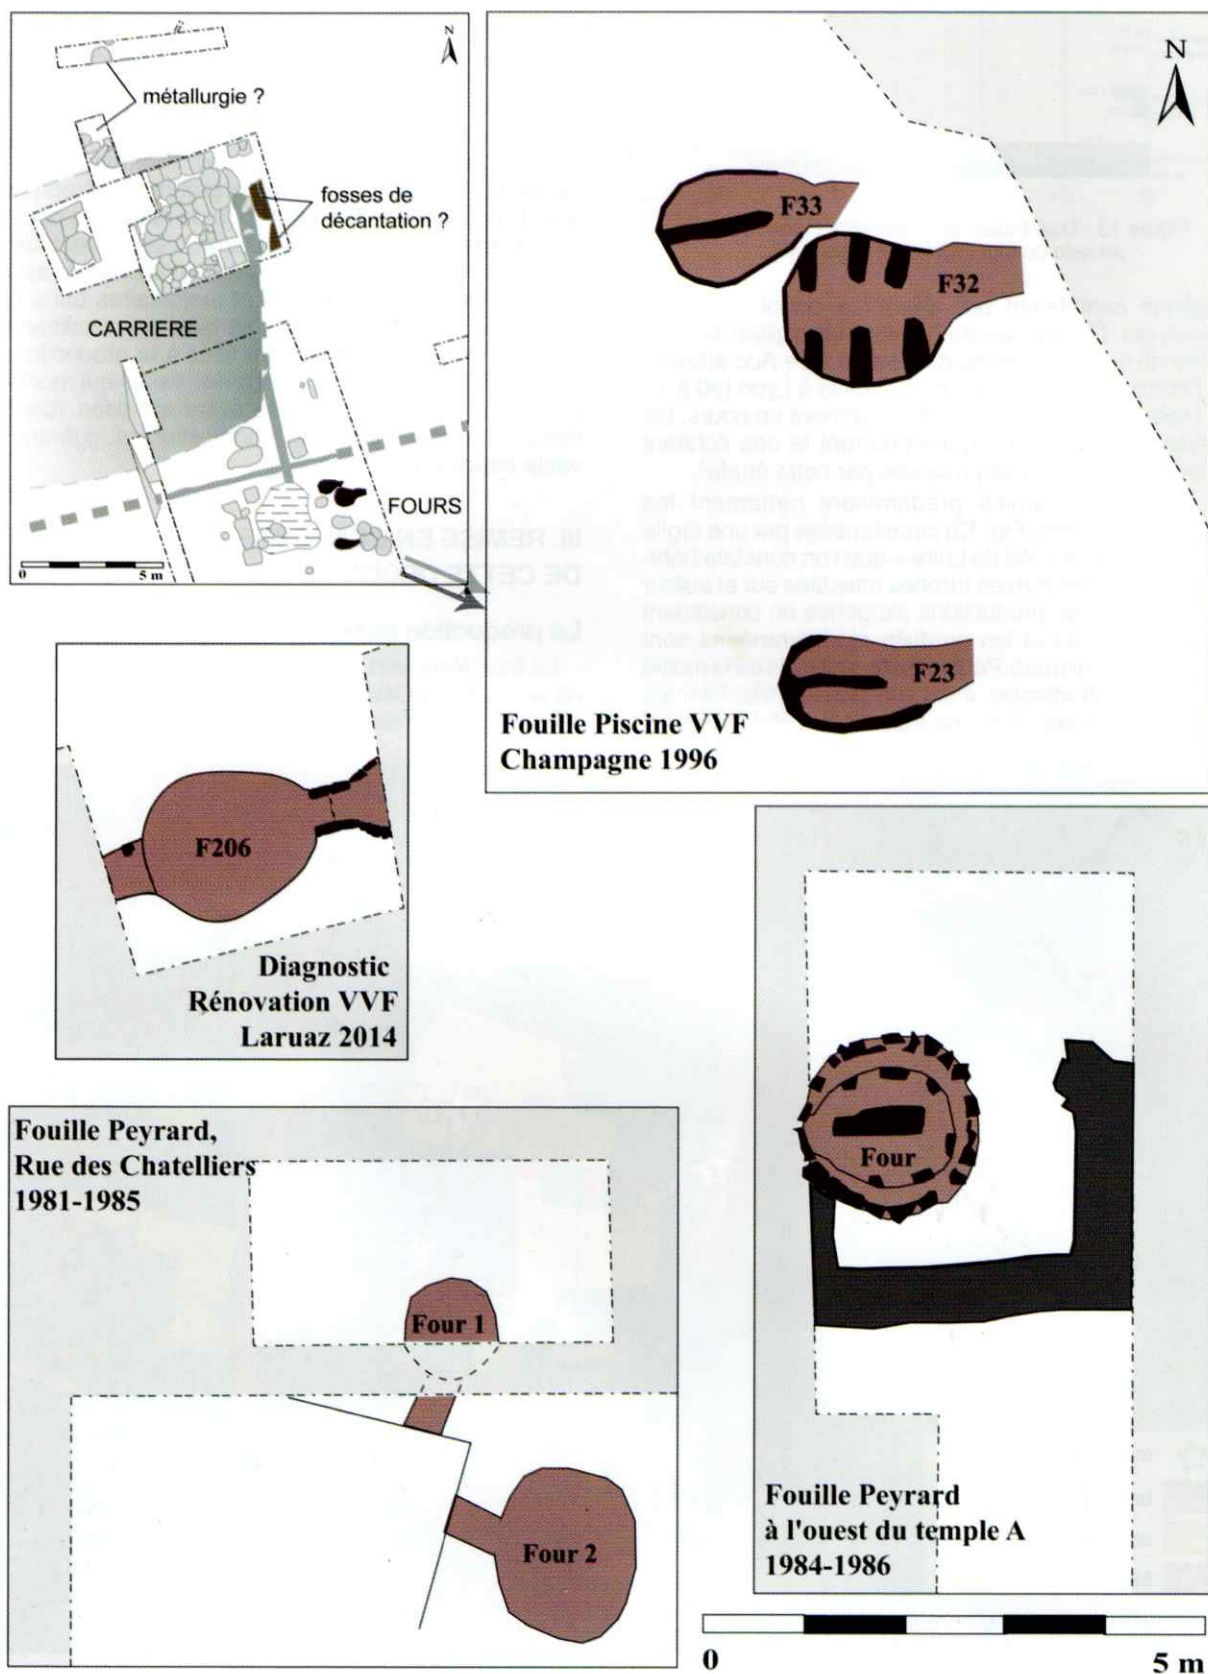 N
métallurgie ?
fosses de
décantation ?
CARRIERE
FOURS
0
5 m
N
F33
F32
F23
Fouille Piscine VVF
Champagne 1996
F206
Diagnostic
Rénovation VVF
Laruaz 2014
Fouille Peyrard,
Rue des Chatelliers
1981-1985
Four 1
Four 2
Four
Fouille Peyrard
à l'ouest du temple A
1984-1986
0
5 m